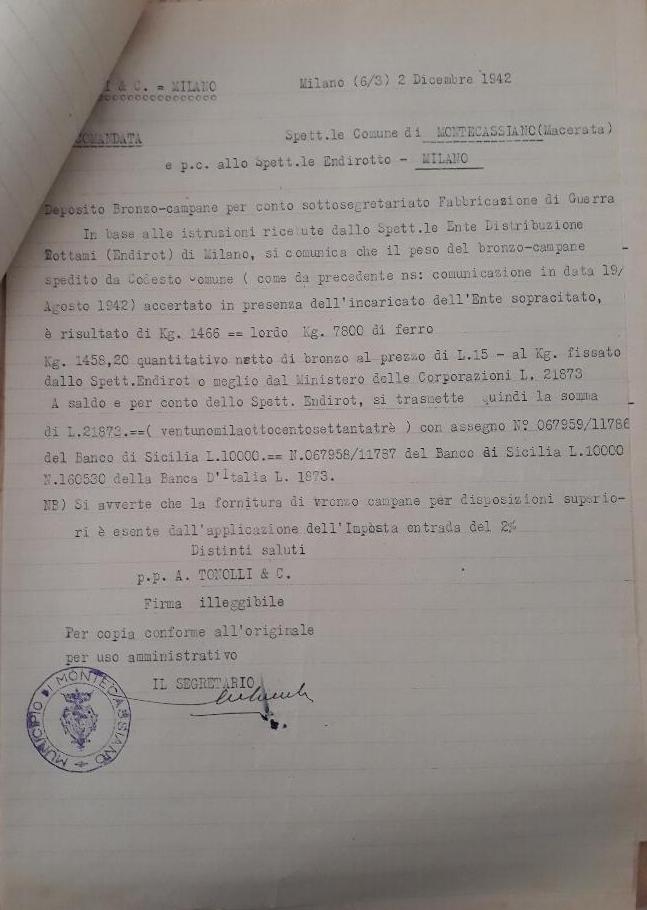 I & C. = MILANO
Milano (6/3) 2 Dicembre 1942
COMANDATA
Spett.le Comune di MONTECASSIANO(Macerata)
e p.c. allo Spett.le Endirotto - MILANO
Deposito Bronzo-campane per conto sottosegretariato Fabbricazione di Guerra
In base alle istruzioni ricevute dallo Spett.le Ente Distribuzione
Rottami (Endirot) di Milano, si comunica che il peso del bronzo-campane
spedito da Codesto Comune ( come da precedente ns: comunicazione in data 19/
Agosto 1942) accertato in presenza dell'incaricato dell'Ente sopracitato,
è risultato di Kg. 1466 == lordo Kg. 7800 di ferro
Kg. 1458,20 quantitativo netto di bronzo al prezzo di L.15 - al Kg. fissato
dallo Spett.Endirot o meglio dal Ministero delle Corporazioni L. 21873
A saldo e per conto dello Spett. Endirot, si trasmette quindi la somma
di L.21873.==( ventunomilaottocentosettantatrè ) con assegno Nº 067959/11786
del Banco di Sicilia L.10000.== N.067958/11787 del Banco di Sicilia L.10000
N.160530 della Banca D'Italia L. 1873.
NB) Si avverte che la fornitura di vronzo campane per disposizioni superio-
ri è esente dall'applicazione dell'Impòsta entrada del 2%
Distinti saluti
p.p. A. TONOLLI & C.
Firma illeggibile
Per copia conforme all'originale
per uso amministrativo
IL SEGRETARIO
MUNICIPIO DI MONTECASSIANO